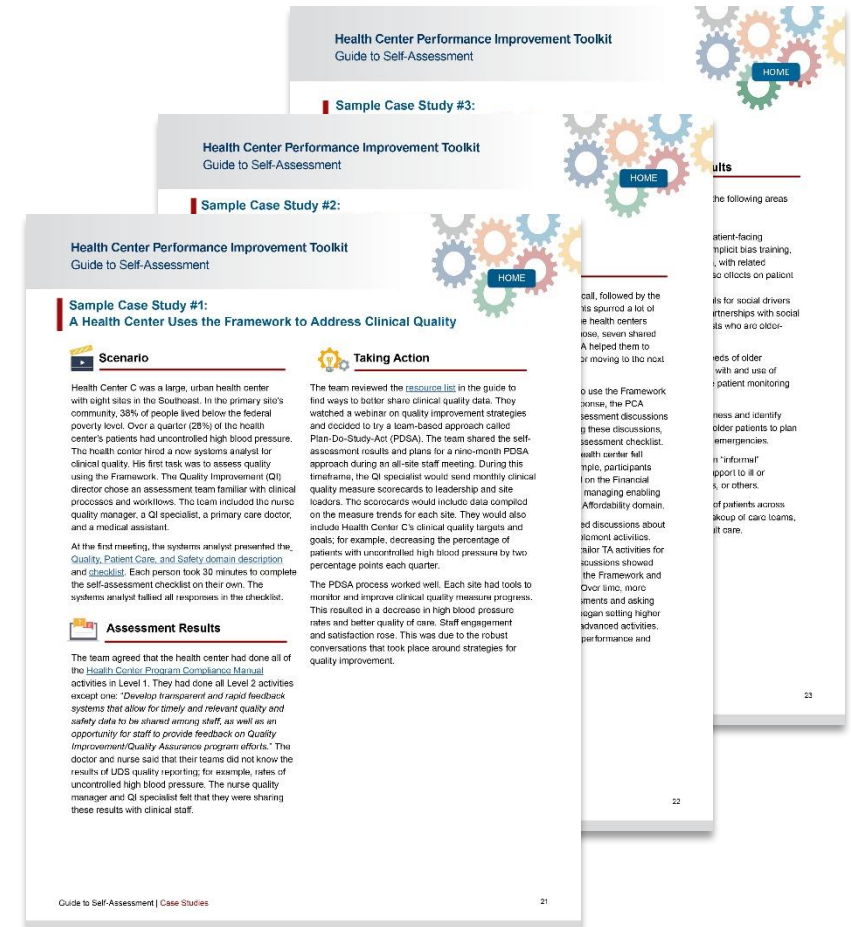 Health Center Performance Improvement Toolkit
Guide to Self-Assessment
HOME
Sample Case Study #3:
ults
the following areas
atient-facing
mplicit bias training,
, with related
se effects on patient
ls for social drivers
rtnerships with social
ts who are older-
eds of older
with and use of
patient monitoring
ness and identify
older patients to plan
emergencies.
n "informal"
pport to ill or
s, or others.
of patients across
akeup of care teams,
ult care.
23
Health Center Performance Improvement Toolkit
Guide to Self-Assessment
HOME
Sample Case Study #2:
call, followed by the
nts spurred a lot of
e health centers
hose, seven shared
A helped them to
or moving to the next
o use the Framework
ponse, the PCA
sessment discussions
g these discussions,
ssessment checklist.
ealth center fell
mple, participants
l on the Financial
managing enabling
Affordability domain.
ed discussions about
plement activities.
tailor TA activities for
scussions showed
the Framework and
Over time, more
sments and asking
egan setting higher
advanced activities.
performance and
22
Health Center Performance Improvement Toolkit
Guide to Self-Assessment
HOME
Sample Case Study #1:
A Health Center Uses the Framework to Address Clinical Quality
Scenario
Health Center C was a large, urban health center
with eight sites in the Southeast. In the primary site's
community, 38% of people lived below the federal
poverty level. Over a quarter (28%) of the health
center's patients had uncontrolled high blood pressure.
The health center hired a new systems analyst for
clinical quality. His first task was to assess quality
using the Framework. The Quality Improvement (QI)
director chose an assessment team familiar with clinical
processes and workflows. The team included the nurse
quality manager, a QI specialist, a primary care doctor,
and a medical assistant.
At the first meeting, the systems analyst presented the
Quality, Patient Care, and Safety domain description
and checklist. Each person took 30 minutes to complete
the self-assessment checklist on their own. The
systems analyst tallied all responses in the checklist.
Assessment Results
The team agreed that the health center had done all of
the Health Center Program Compliance Manual
activities in Level 1. They had done all Level 2 activities
except one: "Develop transparent and rapid feedback
systems that allow for timely and relevant quality and
safety data to be shared among staff, as well as an
opportunity for staff to provide feedback on Quality
Improvement/Quality Assurance program efforts." The
doctor and nurse said that their teams did not know the
results of UDS quality reporting; for example, rates of
uncontrolled high blood pressure. The nurse quality
manager and QI specialist felt that they were sharing
these results with clinical staff.
Taking Action
The team reviewed the resource list in the guide to
find ways to better share clinical quality data. They
watched a webinar on quality improvement strategies
and decided to try a team-based approach called
Plan-Do-Study-Act (PDSA). The team shared the self-
assessment results and plans for a nine-month PDSA
approach during an all-site staff meeting. During this
timeframe, the QI specialist would send monthly clinical
quality measure scorecards to leadership and site
leaders. The scorecards would include data compiled
on the measure trends for each site. They would also
include Health Center C's clinical quality targets and
goals; for example, decreasing the percentage of
patients with uncontrolled high blood pressure by two
percentage points each quarter.
The PDSA process worked well. Each site had tools to
monitor and improve clinical quality measure progress.
This resulted in a decrease in high blood pressure
rates and better quality of care. Staff engagement
and satisfaction rose. This was due to the robust
conversations that took place around strategies for
quality improvement.
Guide to Self-Assessment | Case Studies
21